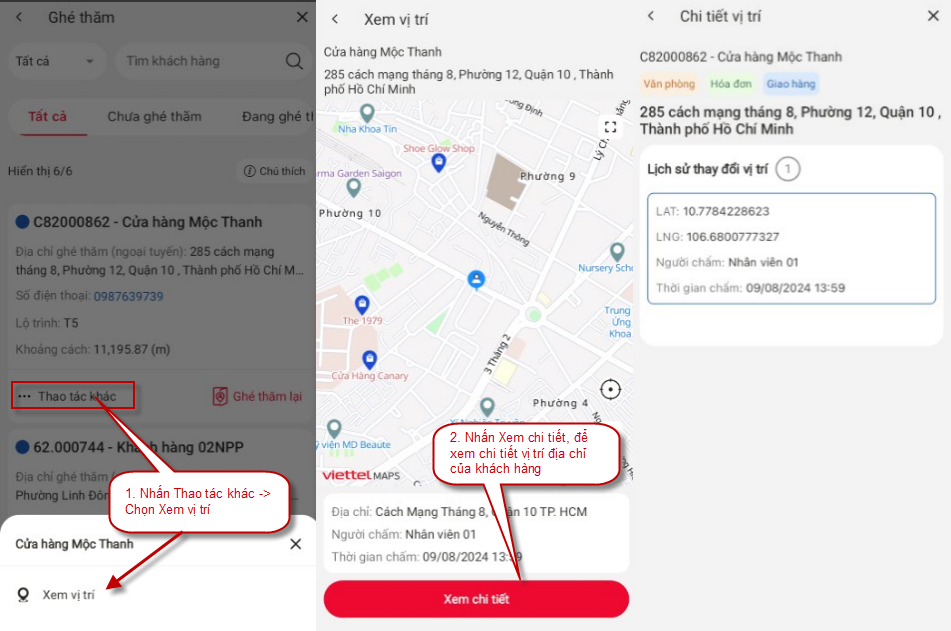 Ghé thăm
Tất cả
Tìm khách hàng
Tất cả
Chưa ghé thăm
Đang ghé th
Hiển thị 6/6
Chú thích
C82000862 - Cửa hàng Mộc Thanh
Địa chỉ ghé thăm (ngoại tuyến): 285 cách mạng
tháng 8, Phường 12, Quận 10 , Thành phố Hồ Chí M...
Số điện thoại: 0987639739
Lộ trình: T5
Khoảng cách: 11,195.87 (m)
Thao tác khác
Ghé thăm lại
62.000744 - Khách hàng 02NPP
Địa chỉ ghé thăm
Phường Linh Đôn
1. Nhấn Thao tác khác ->
Chọn Xem vị trí
Cửa hàng Mộc Thanh
Xem vị trí
Xem vị trí
Cửa hàng Mộc Thanh
285 cách mạng tháng 8, Phường 12, Quận 10 , Thành
phố Hồ Chí Minh
ong Định
Nha Khoa Tin
Lý Ch
hắng
Shoe Glow Shop
rma Garden Saigon
Phường 9
Phường 10
Nguyễn Thông
Nursery Scho
The 1979
Trung
Ứng
Khoa
3 Tháng 2
Cửa Hàng Canary
Phường 4
Xí Nghiệp Truyền
ỹ viện MD Beaute
2. Nhấn Xem chi tiết, để
xem chi tiết vị trí địa chỉ
của khách hàng
viettel MAPS
Địa chỉ: Cách Mạng Tháng 8, Quận 10 TP. HCM
Người chấm: Nhân viên 01
Thời gian chấm: 09/08/2024 13:59
Xem chi tiết
Chi tiết vị trí
C82000862 - Cửa hàng Mộc Thanh
Văn phòng
Hóa đơn
Giao hàng
285 cách mạng tháng 8, Phường 12, Quận 10 ,
Thành phố Hồ Chí Minh
Lịch sử thay đổi vị trí 1
LAT: 10.7784228623
LNG: 106.6800777327
Người chấm: Nhân viên 01
Thời gian chấm: 09/08/2024 13:59